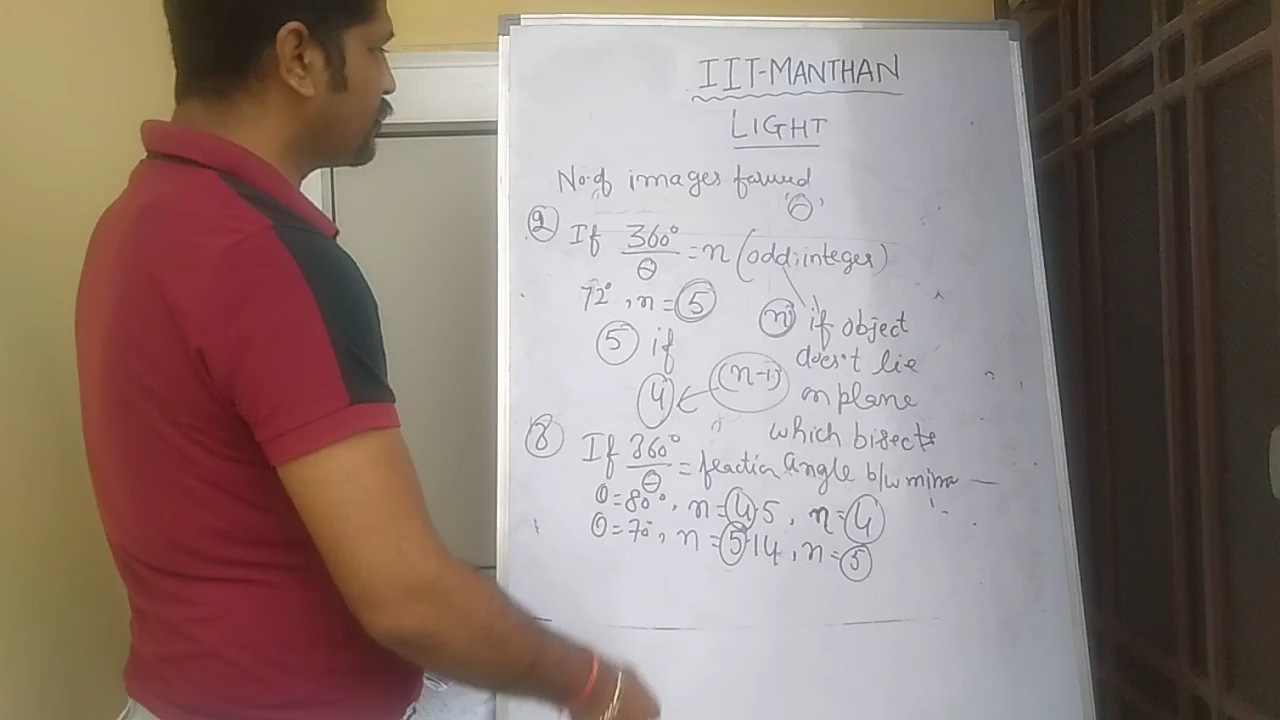 IIT-MANTHAN
LIGHT
No. of images formed
'θ'
② If 360°/θ = n (odd integer)
72°, n = 5
n if object
5 if
doesn't lie
4 ← (n-1) on plane
which bisects
③ If 360°/θ = fraction angle b/w mirror
θ = 80°, n = 4.5, n = 4
θ = 70°, n = 5.14, n = 5